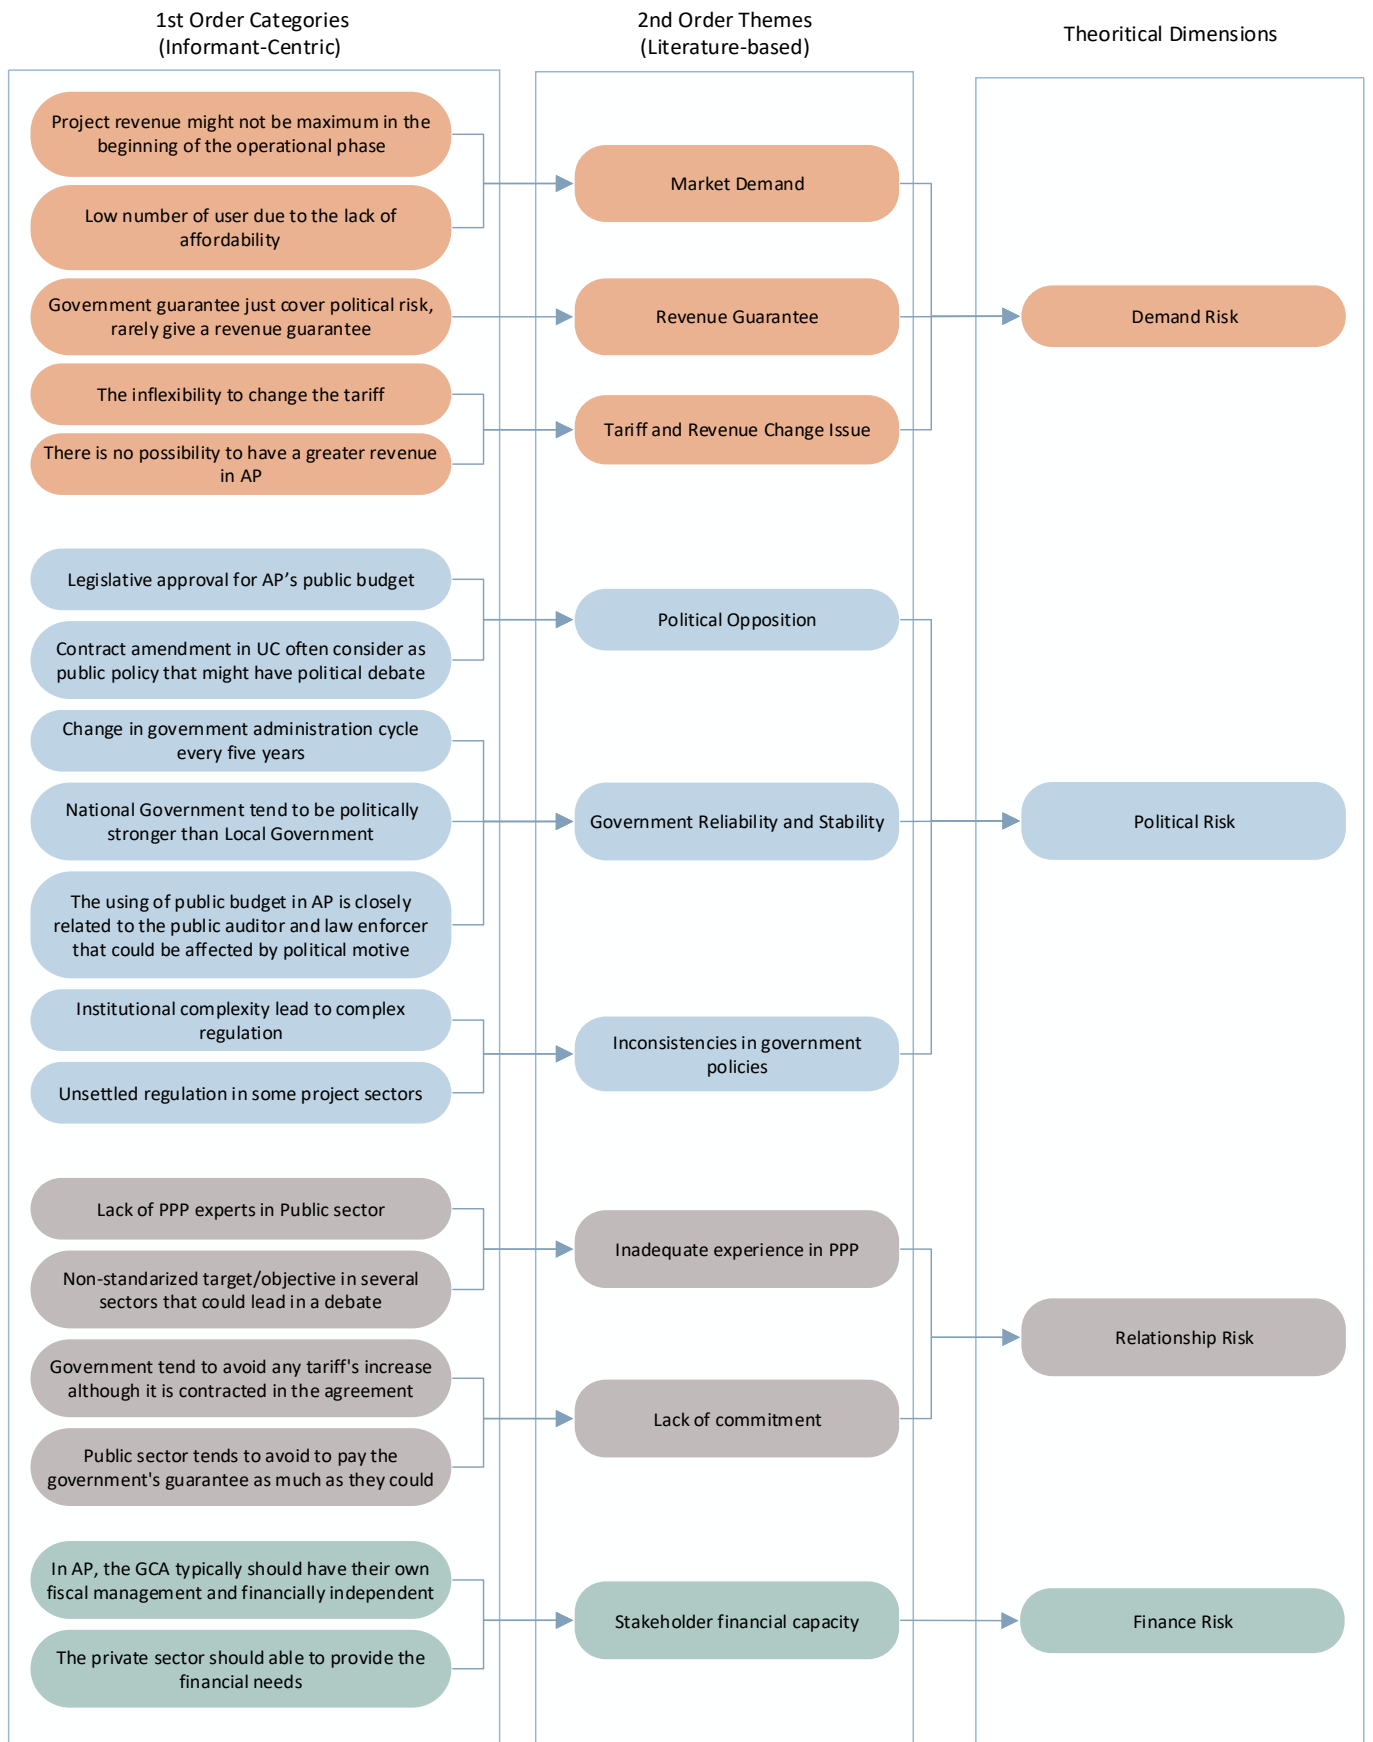 1st Order Categories
(Informant-Centric)
2nd Order Themes
(Literature-based)
Theoritical Dimensions
Project revenue might not be maximum in the
beginning of the operational phase
Low number of user due to the lack of
affordability
Government guarantee just cover political risk,
rarely give a revenue guarantee
The inflexibility to change the tariff
There is no possibility to have a greater revenue
in AP
Market Demand
Revenue Guarantee
Tariff and Revenue Change Issue
Demand Risk
Legislative approval for AP’s public budget
Contract amendment in UC often consider as
public policy that might have political debate
Change in government administration cycle
every five years
National Government tend to be politically
stronger than Local Government
The using of public budget in AP is closely
related to the public auditor and law enforcer
that could be affected by political motive
Institutional complexity lead to complex
regulation
Unsettled regulation in some project sectors
Political Opposition
Government Reliability and Stability
Inconsistencies in government
policies
Political Risk
Lack of PPP experts in Public sector
Non-standarized target/objective in several
sectors that could lead in a debate
Government tend to avoid any tariff's increase
although it is contracted in the agreement
Public sector tends to avoid to pay the
government's guarantee as much as they could
Inadequate experience in PPP
Lack of commitment
Relationship Risk
In AP, the GCA typically should have their own
fiscal management and financially independent
The private sector should able to provide the
financial needs
Stakeholder financial capacity
Finance Risk